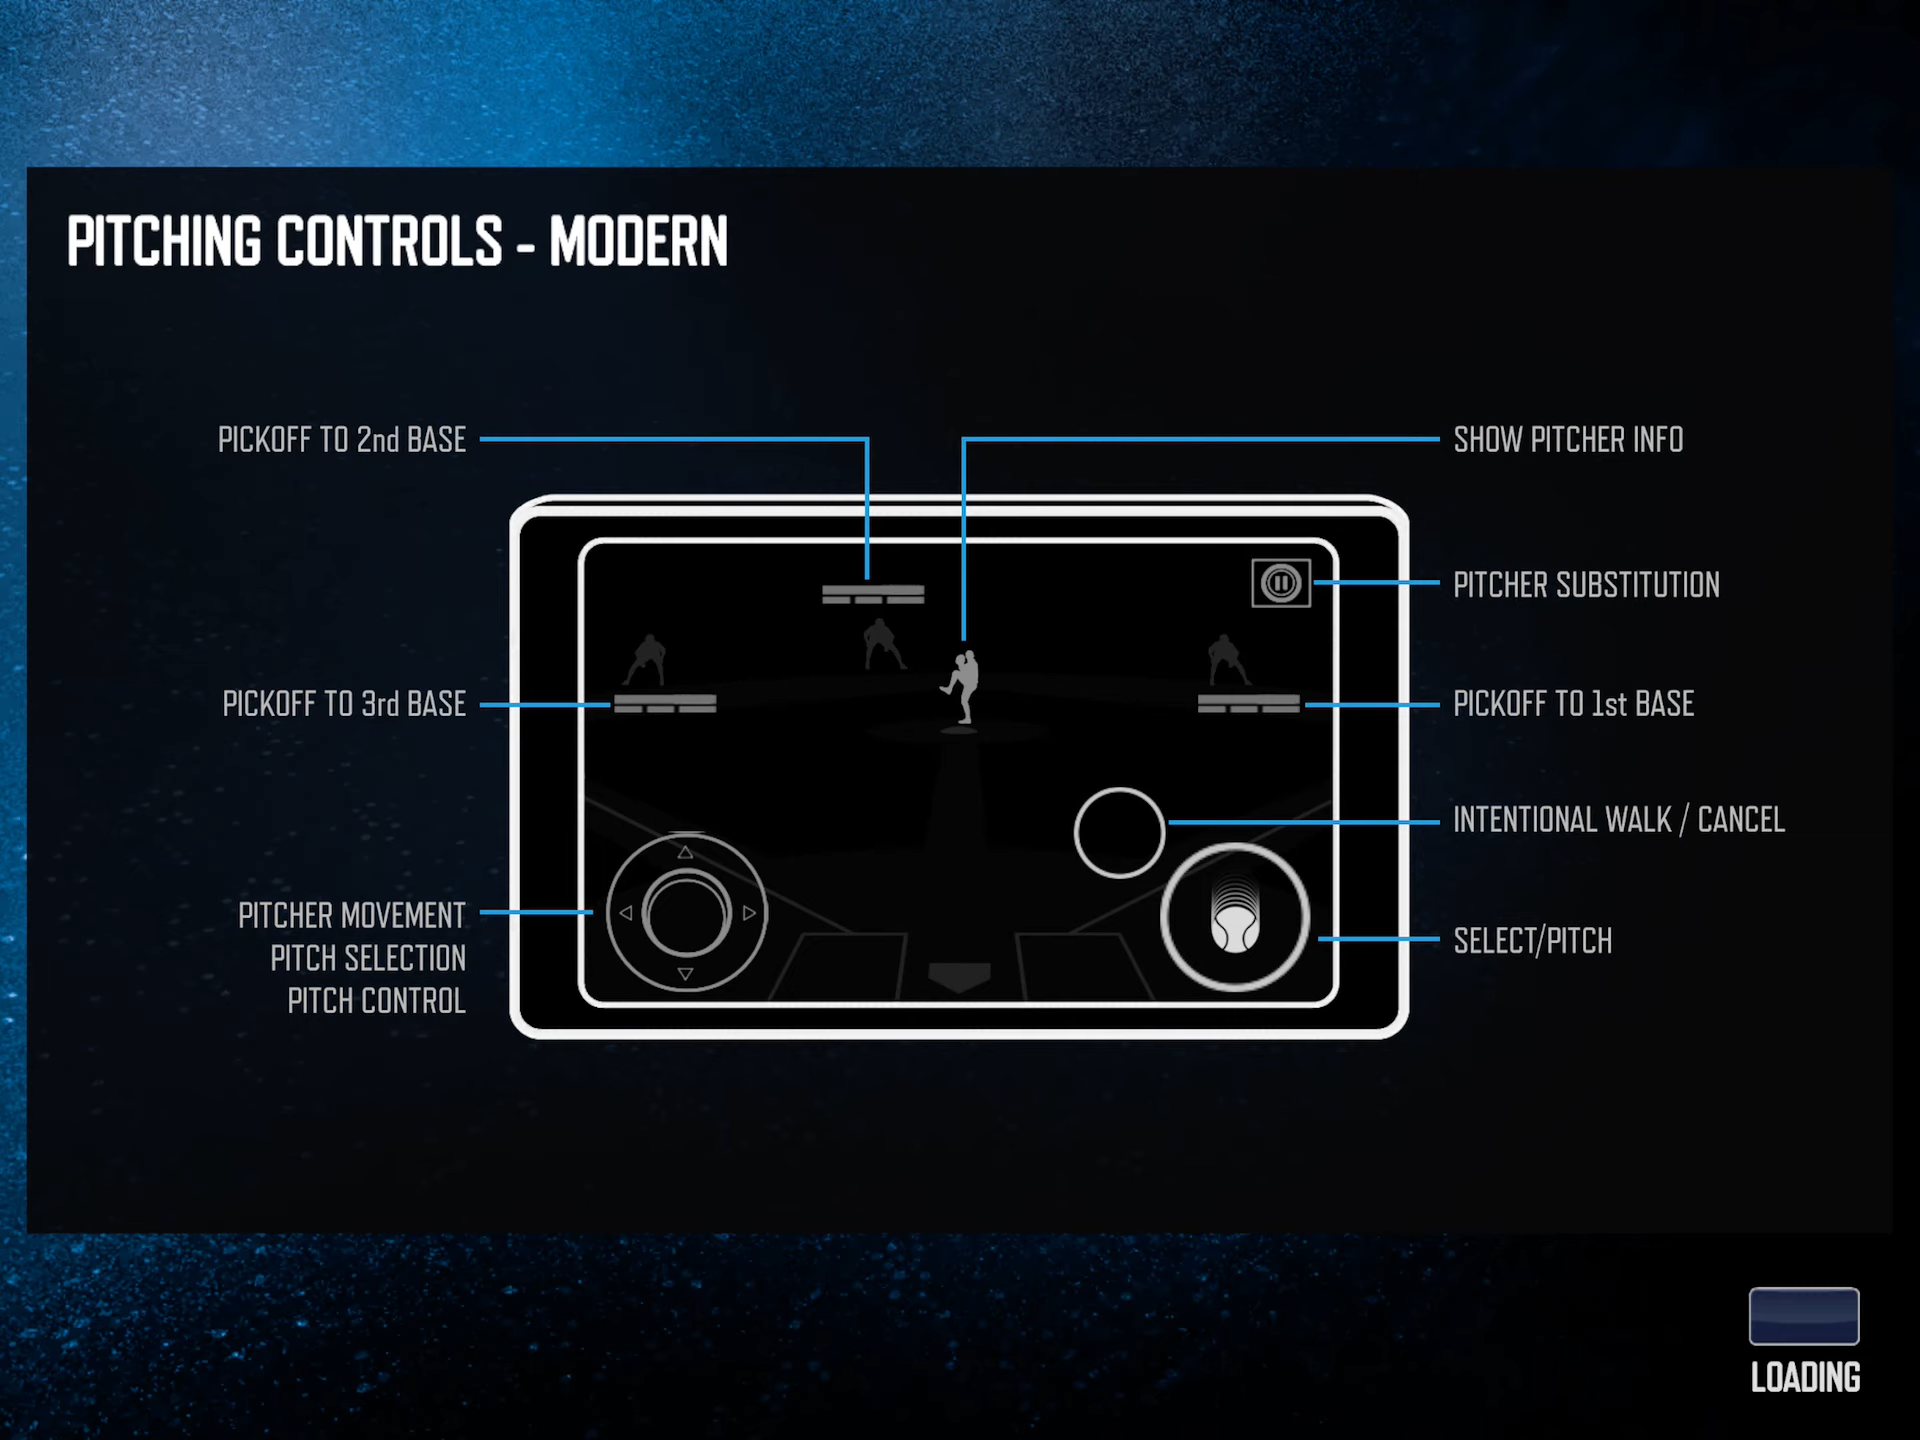 PITCHING CONTROLS - MODERN
PICKOFF TO 2nd BASE
SHOW PITCHER INFO
PITCHER SUBSTITUTION
PICKOFF TO 3rd BASE
PICKOFF TO 1st BASE
INTENTIONAL WALK / CANCEL
PITCHER MOVEMENT
PITCH SELECTION
PITCH CONTROL
SELECT/PITCH
LOADING